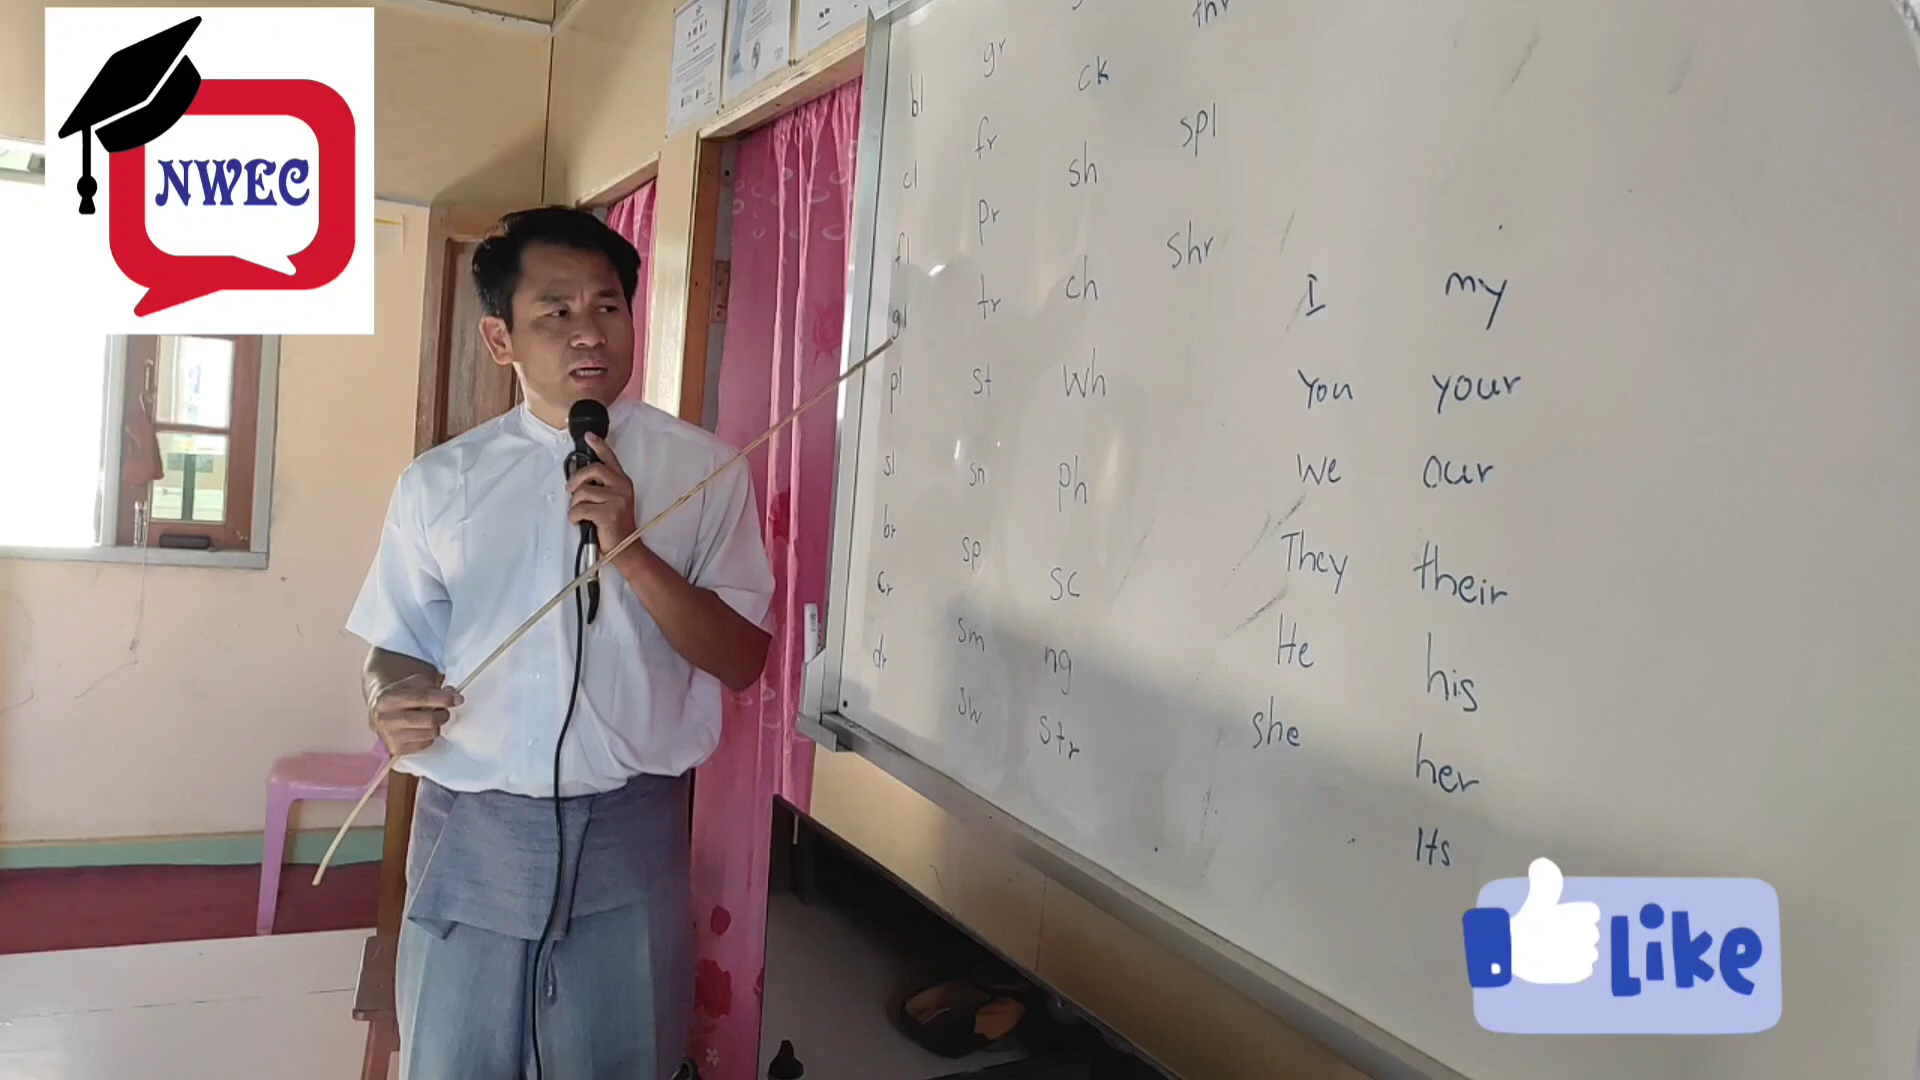 NWEC
bl
cl
fl
gl
pl
sl
br
cr
dr
gr
fr
pr
tr
st
sn
sp
sm
sw
ck
sh
ch
Wh
ph
sc
ng
str
thr
spl
shr
I my
You your
We our
They their
He his
she her
Its
Like